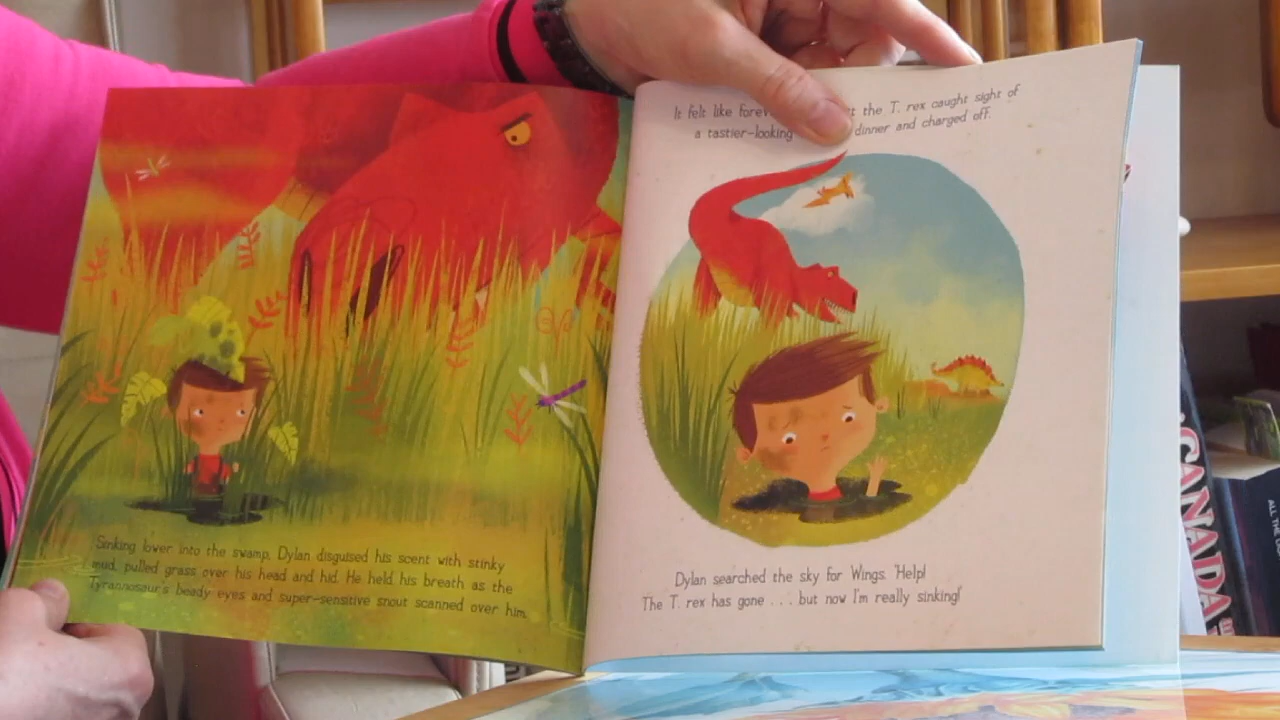 Sinking lower into the swamp, Dylan disguised his scent with stinky
mud, pulled grass over his head and hid. He held his breath as the
Tyrannosaur's beady eyes and super-sensitive snout scanned over him.
It felt like the T. rex caught sight of
a tastier-looking dinner and charged off.
Dylan searched the sky for Wings. 'Help!
The T. rex has gone . . . but now I'm really sinking!'
CANADA
ALL THE